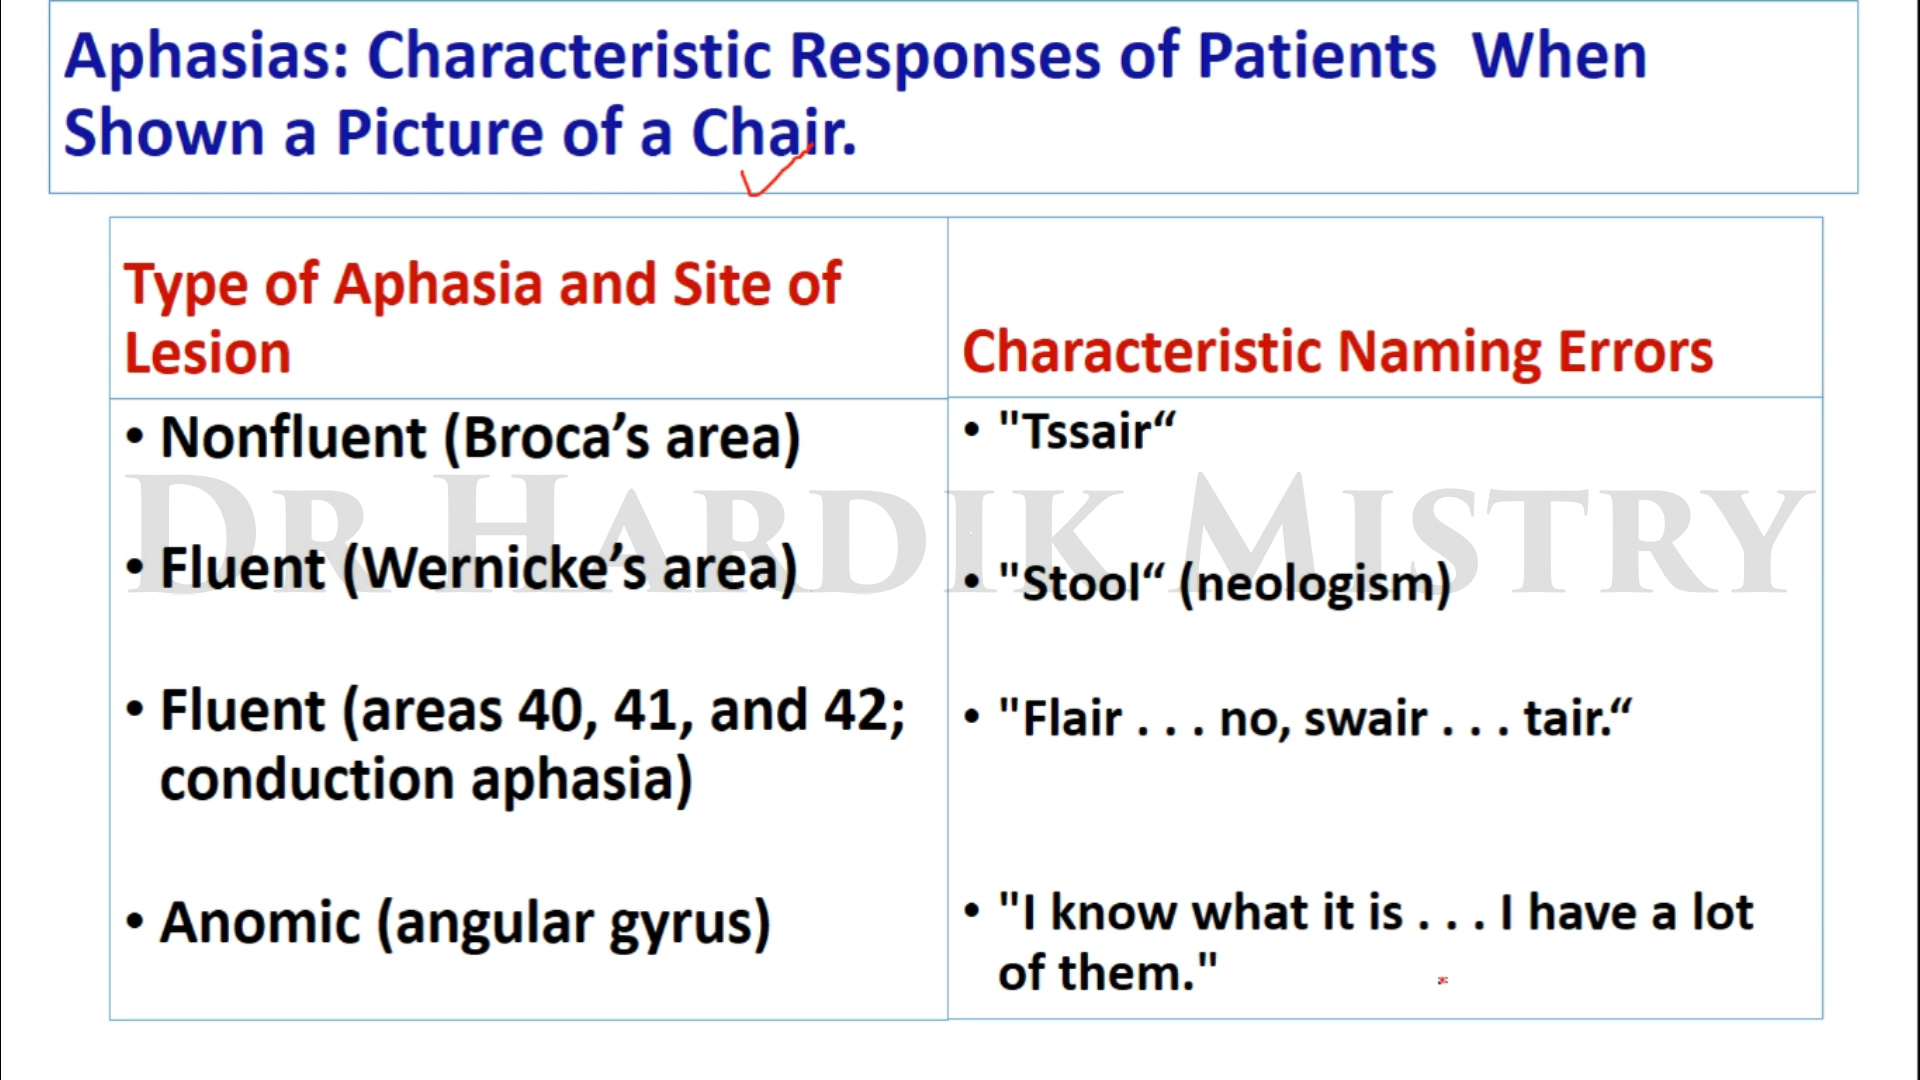 Aphasias: Characteristic Responses of Patients  When
Shown a Picture of a Chair.
Type of Aphasia and Site of
Lesion
Characteristic Naming Errors
• Nonfluent (Broca’s area)
• "Tssair“
• Fluent (Wernicke’s area)
• "Stool“ (neologism)
• Fluent (areas 40, 41, and 42;
conduction aphasia)
• "Flair . . . no, swair . . . tair.“
• Anomic (angular gyrus)
• "I know what it is . . . I have a lot
of them."
DR HARDIK MISTRY